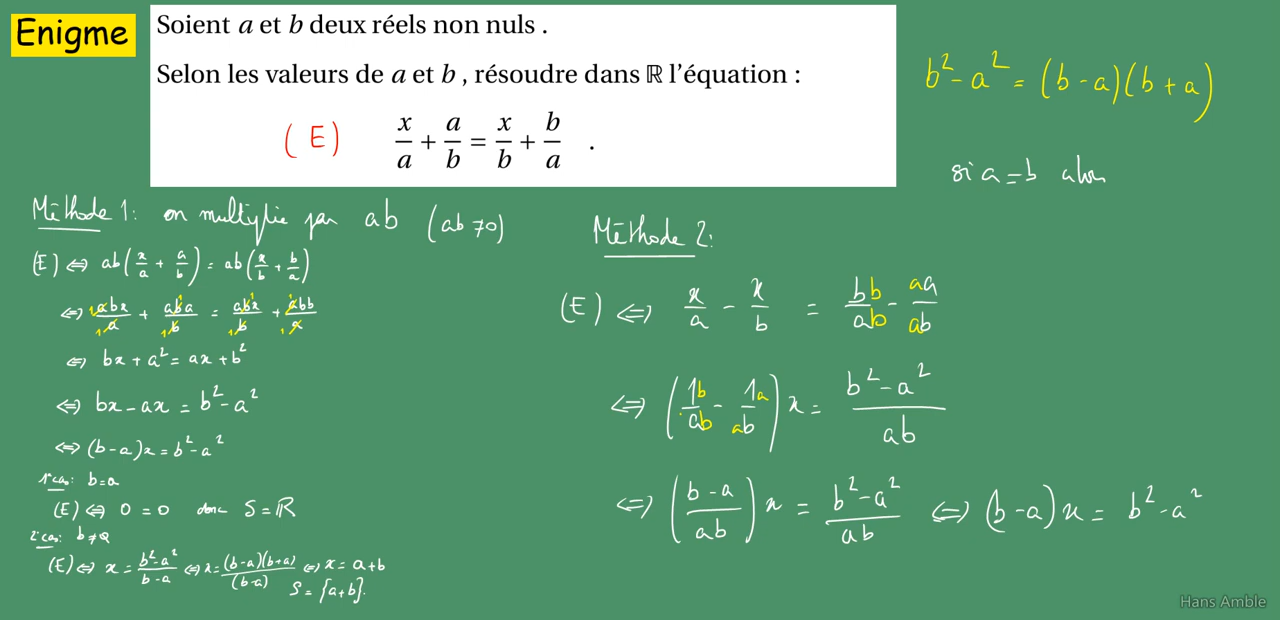 Enigme
Soient a et b deux réels non nuls .
Selon les valeurs de a et b , résoudre dans ℝ l'équation :
(E) x/a + a/b = x/b + b/a .
b² - a² = (b - a)(b + a)
si a = b alors
Méthode 1: on multiplie par ab (ab ≠ 0)
(E) ⇔ ab(x/a + a/b) = ab(x/b + b/a)
⇔ abx/a + aba/b = abx/b + abb/a
⇔ bx + a² = ax + b²
⇔ bx - ax = b² - a²
⇔ (b - a)x = b² - a²
1er cas: b = a
(E) ⇔ 0 = 0 donc S = ℝ
2e cas: b ≠ a
(E) ⇔ x = (b² - a²)/(b - a) ⇔ x = (b - a)(b + a)/(b - a) ⇔ x = a + b
S = {a + b}.
Méthode 2:
(E) ⇔ x/a - x/b = bb/ab - aa/ab
⇔ (1b/ab - 1a/ab) x = (b² - a²)/ab
⇔ ((b - a)/ab) x = (b² - a²)/ab ⇔ (b - a)x = b² - a²
Hans Amble